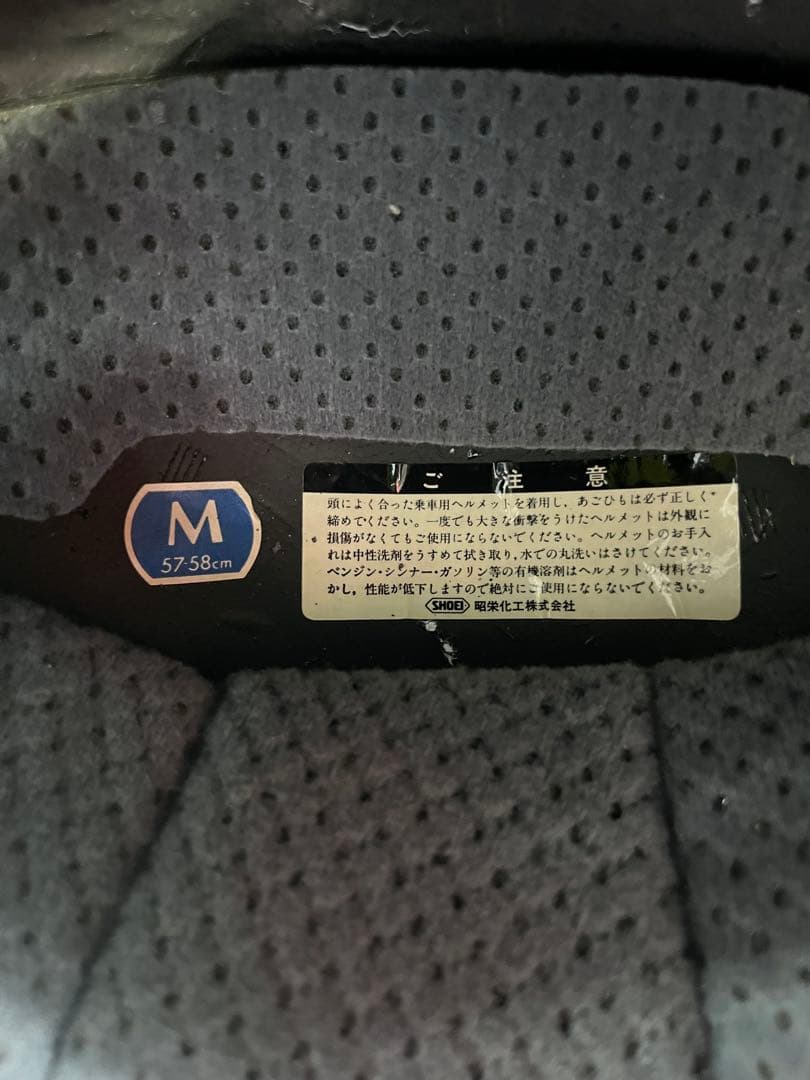 M
57-58cm
ご注意
頭によく合った乗車用ヘルメットを着用し、あごひもは必ず正しく
締めてください。一度でも大きな衝撃をうけたヘルメットは外観に
損傷がなくてもご使用にならないでください。ヘルメットのお手入
れは中性洗剤をうすめて拭き取り、水での丸洗いはさけてください。
ベンジン・シンナー・ガソリン等の有機溶剤はヘルメットの材料をお
かし、性能が低下しますので絶対にご使用にならないでください。
SHOEI 昭栄化工株式会社